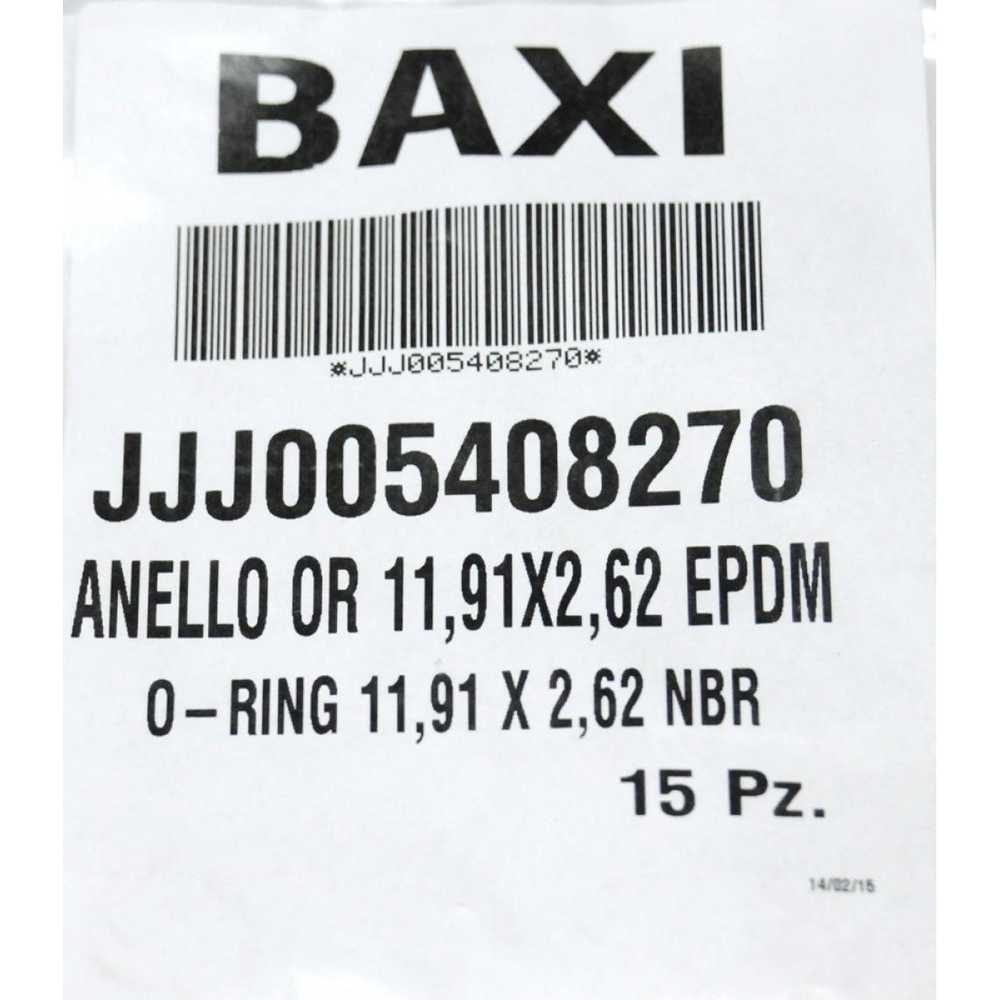 BAXI
*JJJ005408270*
JJJ005408270
ANELLO OR 11,91X2,62 EPDM
O-RING 11,91 X 2,62 NBR
15 Pz.
14/02/15